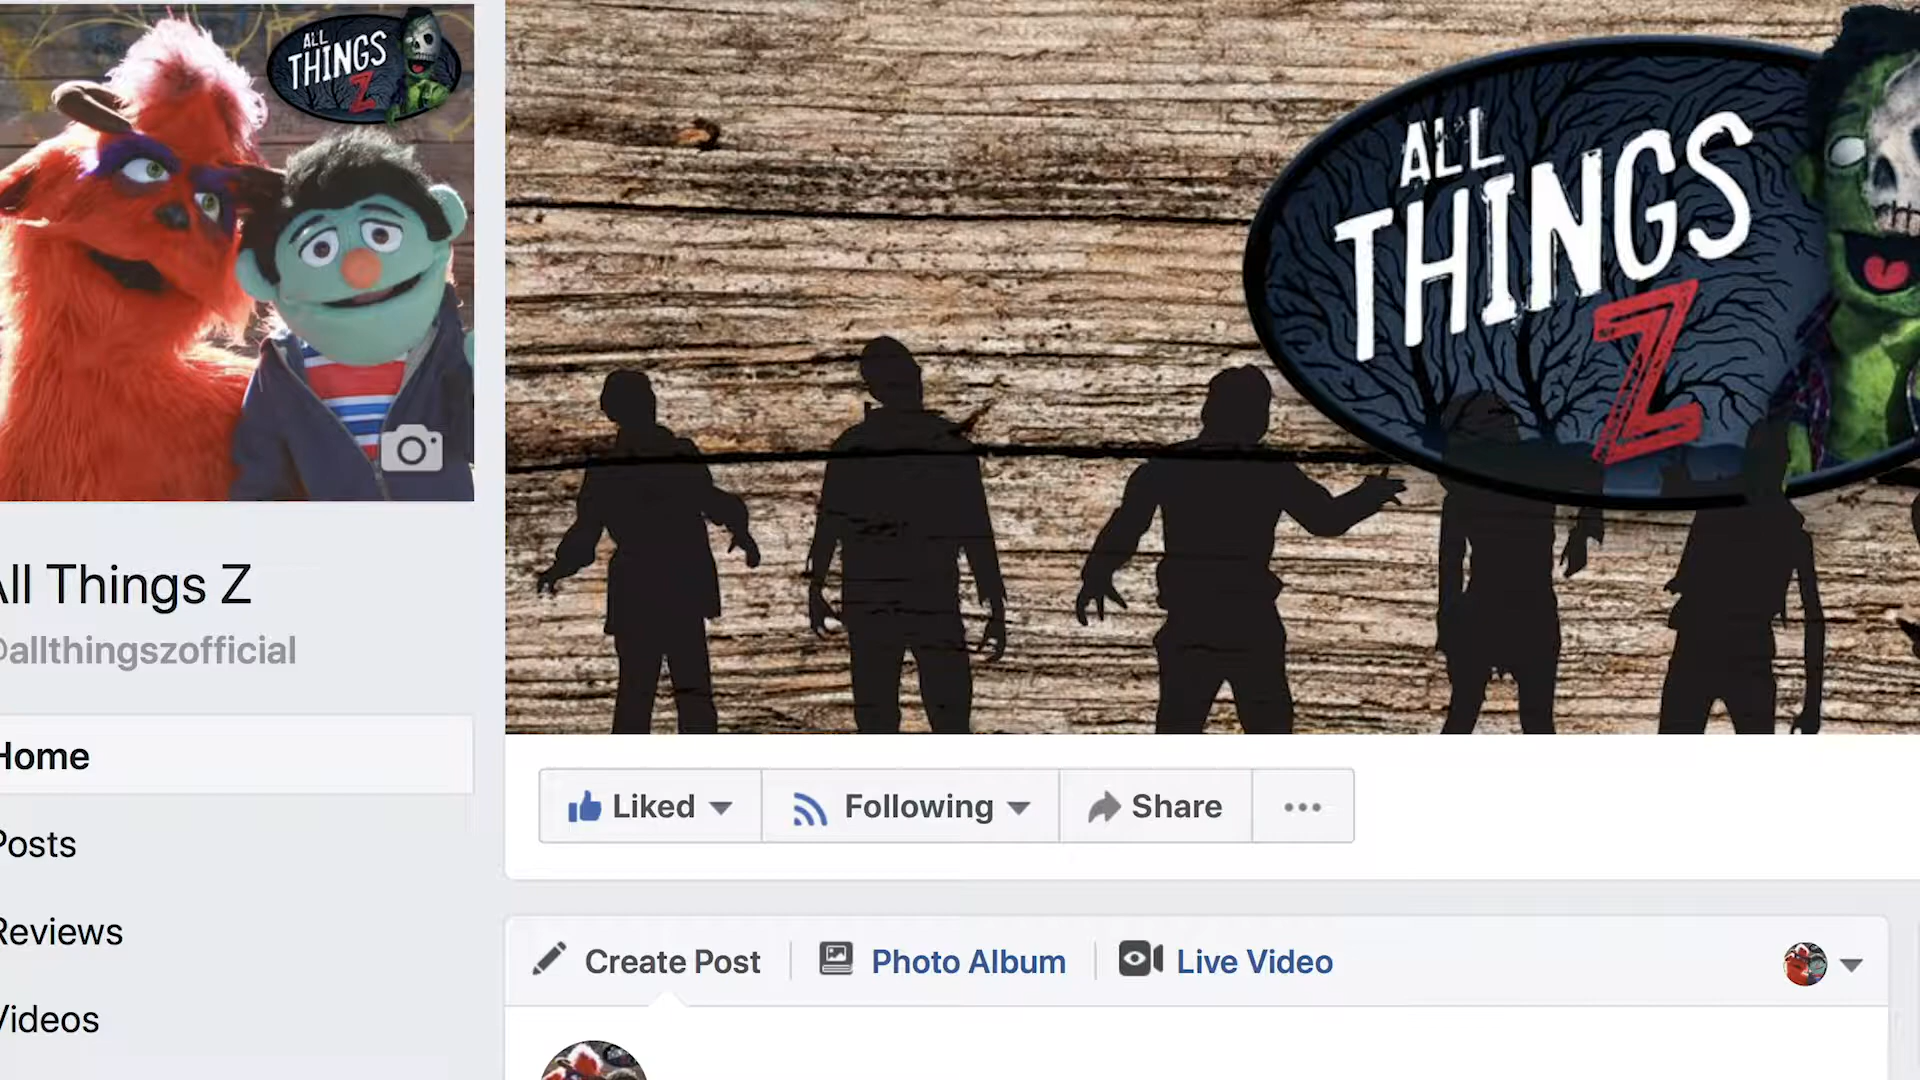 ALL
THINGS
Z
ALL
THINGS
Z
All Things Z
@allthingszofficial
Home
Posts
Reviews
Videos
Liked
Following
Share
Create Post
Photo Album
Live Video